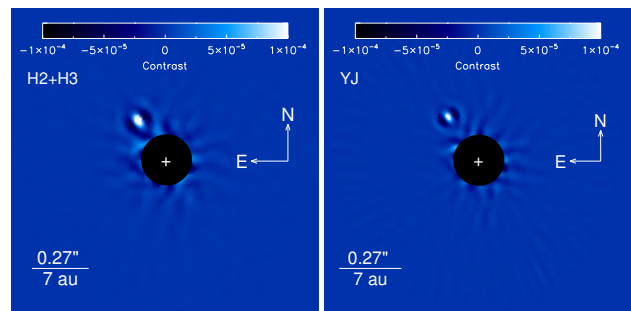 −1×10⁻⁴ −5×10⁻⁵ 0 5×10⁻⁵ 1×10⁻⁴
Contrast
H2+H3
N
E
0.27"
7 au
−1×10⁻⁴ −5×10⁻⁵ 0 5×10⁻⁵ 1×10⁻⁴
Contrast
YJ
N
E
0.27"
7 au